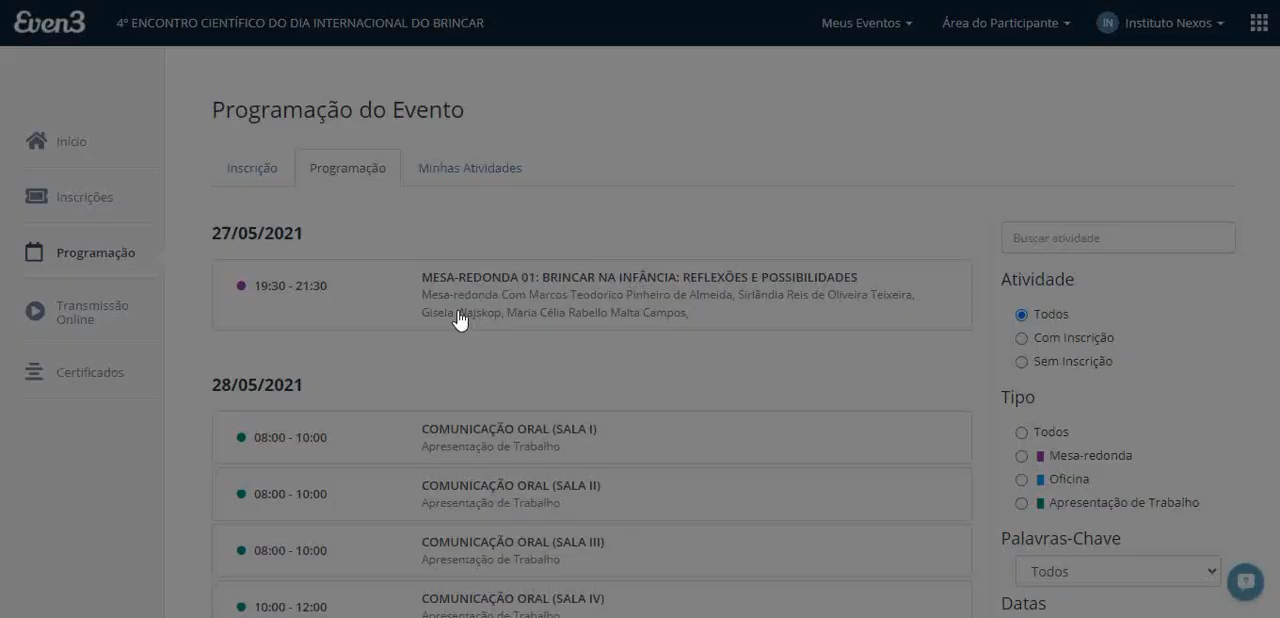 Even3
4º ENCONTRO CIENTÍFICO DO DIA INTERNACIONAL DO BRINCAR
Meus Eventos
Área do Participante
IN
Instituto Nexos
Início
Inscrições
Programação
Transmissão
Online
Certificados
Programação do Evento
Inscrição
Programação
Minhas Atividades
27/05/2021
19:30 - 21:30
MESA-REDONDA 01: BRINCAR NA INFÂNCIA: REFLEXÕES E POSSIBILIDADES
Mesa-redonda Com Marcos Teodorico Pinheiro de Almeida, Sirlândia Reis de Oliveira Teixeira,
Gisela Wajskop, Maria Célia Rabello Malta Campos,
28/05/2021
08:00 - 10:00
COMUNICAÇÃO ORAL (SALA I)
Apresentação de Trabalho
08:00 - 10:00
COMUNICAÇÃO ORAL (SALA II)
Apresentação de Trabalho
08:00 - 10:00
COMUNICAÇÃO ORAL (SALA III)
Apresentação de Trabalho
10:00 - 12:00
COMUNICAÇÃO ORAL (SALA IV)
Apresentação de Trabalho
Buscar atividade
Atividade
Todos
Com Inscrição
Sem Inscrição
Tipo
Todos
Mesa-redonda
Oficina
Apresentação de Trabalho
Palavras-Chave
Todos
Datas